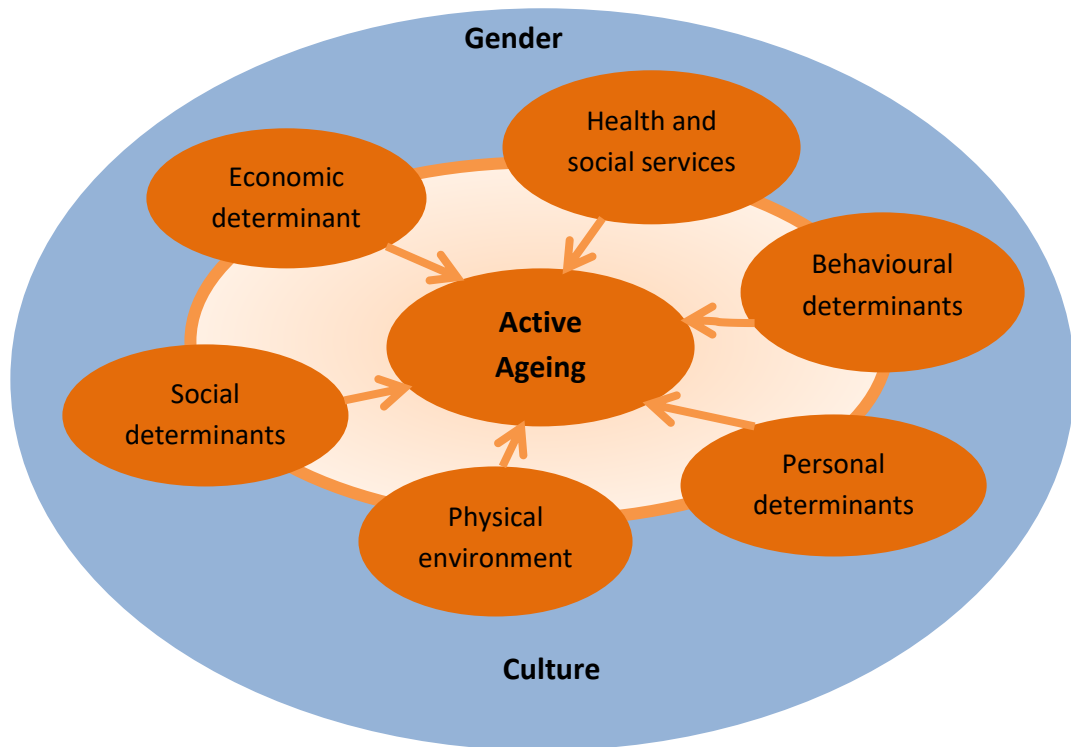 Gender
Health and
social services
Economic
determinant
Behavioural
determinants
Active
Ageing
Social
determinants
Personal
determinants
Physical
environment
Culture